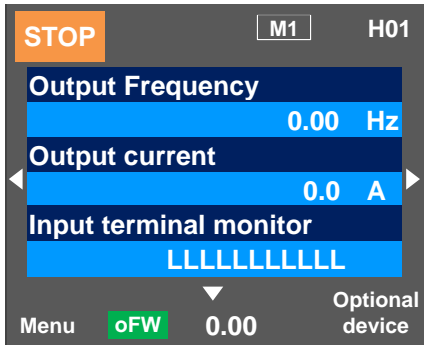 STOP M1 H01
Output Frequency
0.00 Hz
Output current
0.0 A
Input terminal monitor
LLLLLLLLLLL
Menu oFW 0.00 Optional device